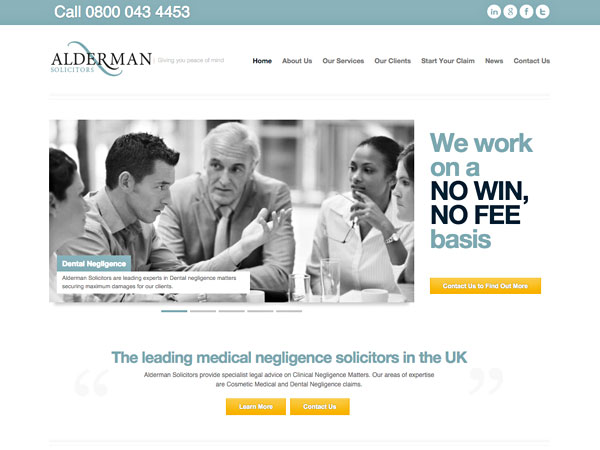 Call 0800 043 4453
in g f t
ALDERMAN
SOLICITORS
Giving you peace of mind
Home About Us Our Services Our Clients Start Your Claim News Contact Us
We work
on a
NO WIN,
NO FEE
basis
Dental Negligence
Alderman Solicitors are leading experts in Dental negligence matters
securing maximum damages for our clients.
Contact Us to Find Out More
The leading medical negligence solicitors in the UK
Alderman Solicitors provide specialist legal advice on Clinical Negligence Matters. Our areas of expertise
are Cosmetic Medical and Dental Negligence claims.
Learn More Contact Us